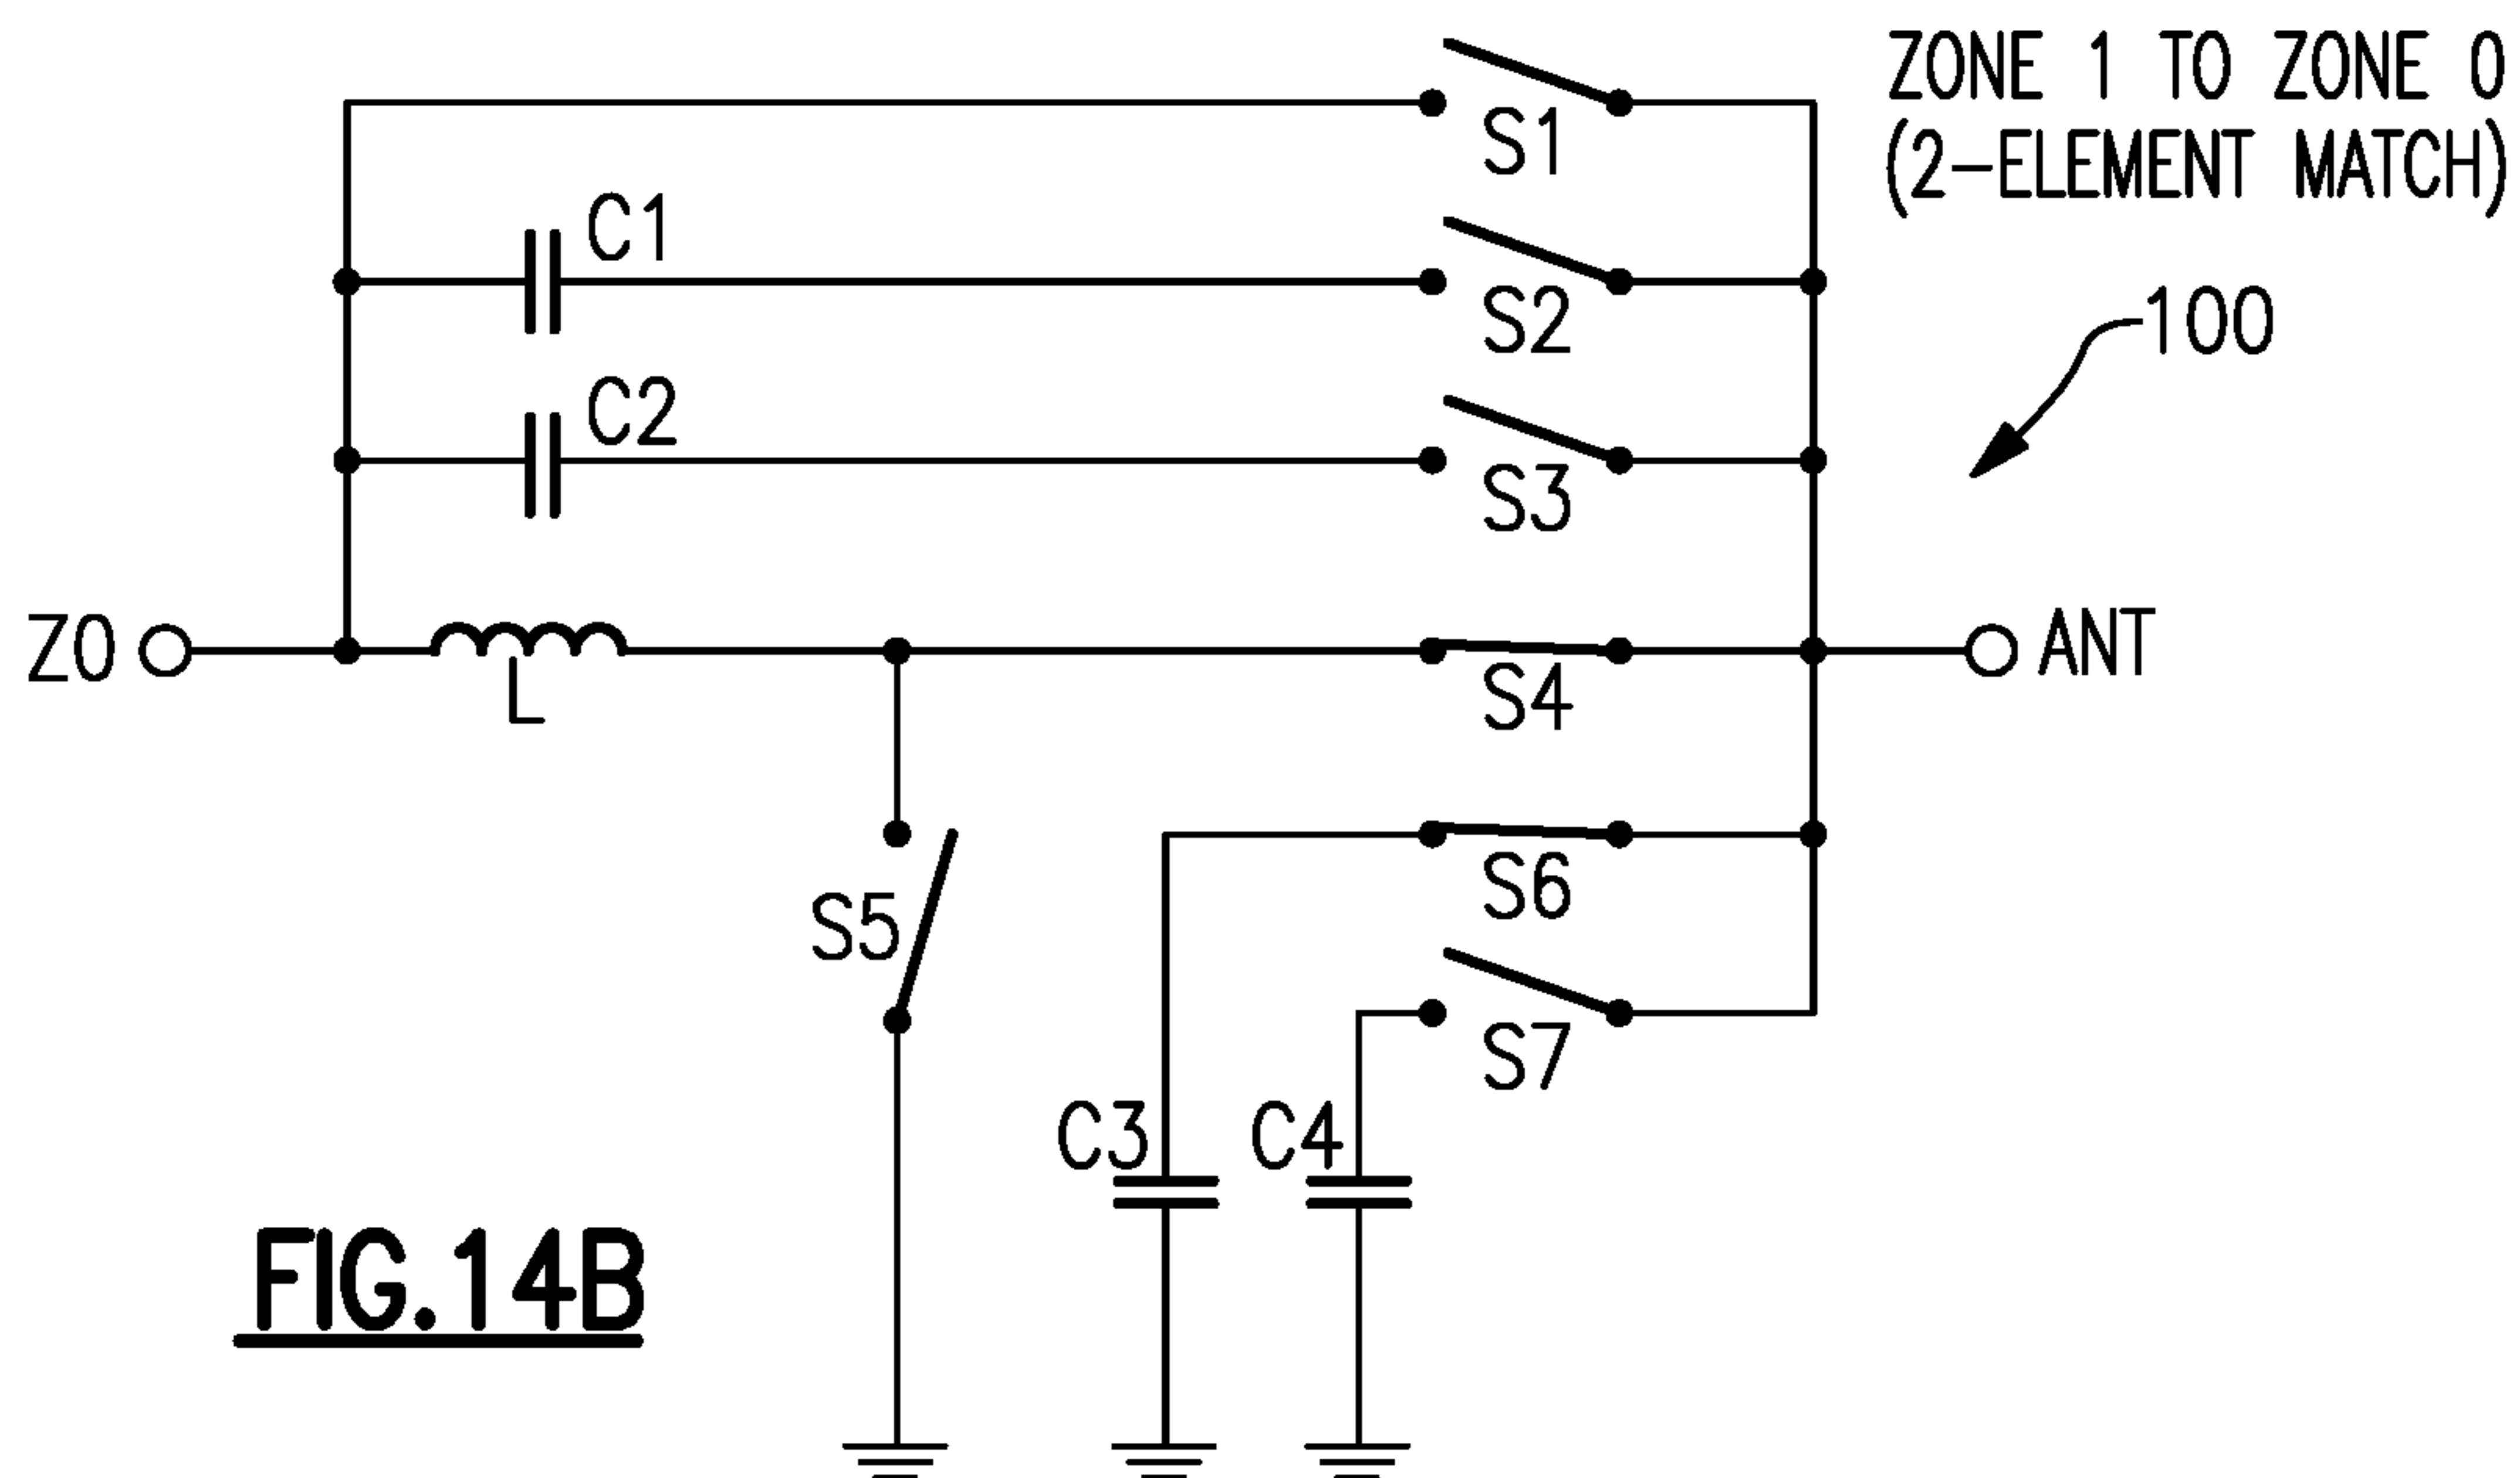 ZONE 1 TO ZONE 0
(2-ELEMENT MATCH)
S1
C1
S2
100
C2
S3
ZO
L
S4
ANT
S5
S6
S7
C3
C4
FIG.14B